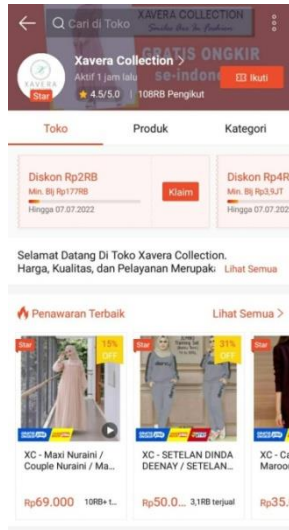 Cari di Toko
XAVERA COLLECTION
GRATIS ONGKIR
se-indone
Xavera Collection >
Aktif 1 jam lalu
4.5/5.0 | 108RB Pengikut
Ikuti
XAVERA
Star
Toko
Produk
Kategori
Diskon Rp2RB
Min. Blj Rp177RB
Hingga 07.07.2022
Klaim
Diskon Rp4R
Min. Blj Rp3,9JT
Hingga 07.07.202
Selamat Datang Di Toko Xavera Collection.
Harga, Kualitas, dan Pelayanan Merupak
Lihat Semua
Penawaran Terbaik
Lihat Semua >
Star
15%
OFF
XC - Maxi Nuraini /
Couple Nuraini / Ma...
Rp69.000
10RB+ t...
Star
31%
OFF
XC - SETELAN DINDA
DEENAY / SETELAN...
Rp50.0...
3,1RB terjual
Star
XC - Ca
Maroo
Rp35.